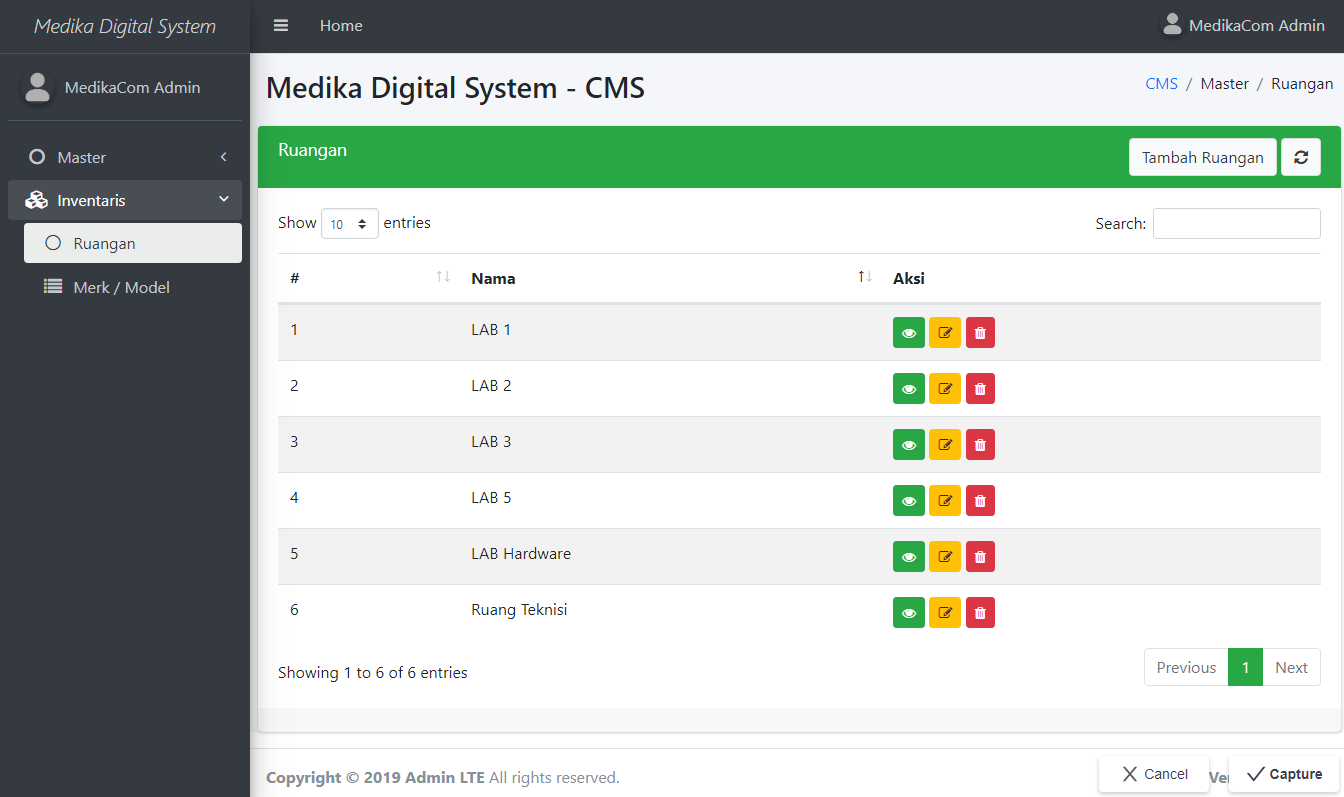 Medika Digital System
Home
MedikaCom Admin
MedikaCom Admin
Master
Inventaris
Ruangan
Merk / Model
Medika Digital System - CMS
CMS / Master / Ruangan
Ruangan
Tambah Ruangan
Show 10 entries
Search:
# Nama Aksi
1 LAB 1
2 LAB 2
3 LAB 3
4 LAB 5
5 LAB Hardware
6 Ruang Teknisi
Showing 1 to 6 of 6 entries
Previous 1 Next
Copyright © 2019 Admin LTE All rights reserved.
Cancel
Capture